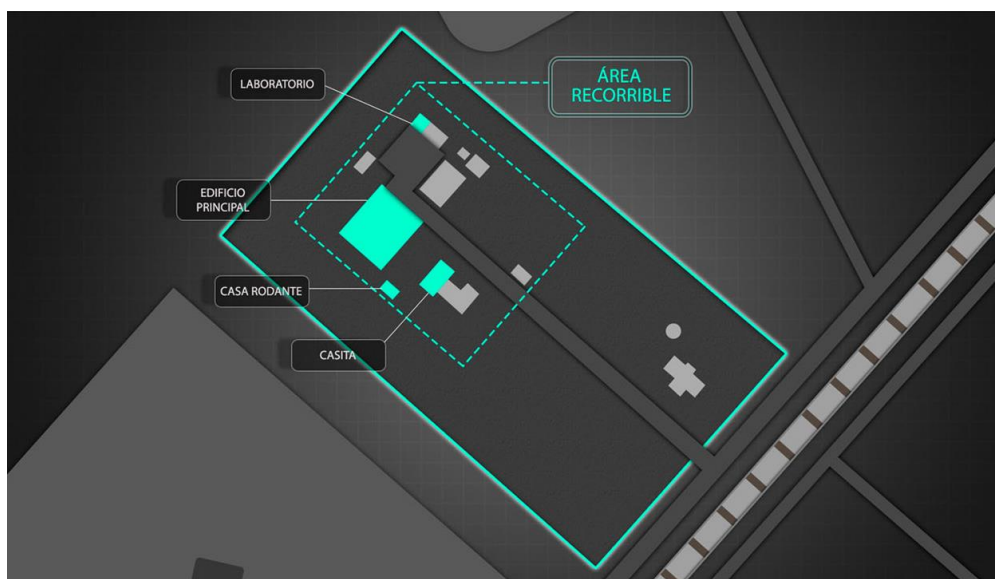 ÁREA
RECORRIBLE
LABORATORIO
EDIFICIO
PRINCIPAL
CASA RODANTE
CASITA